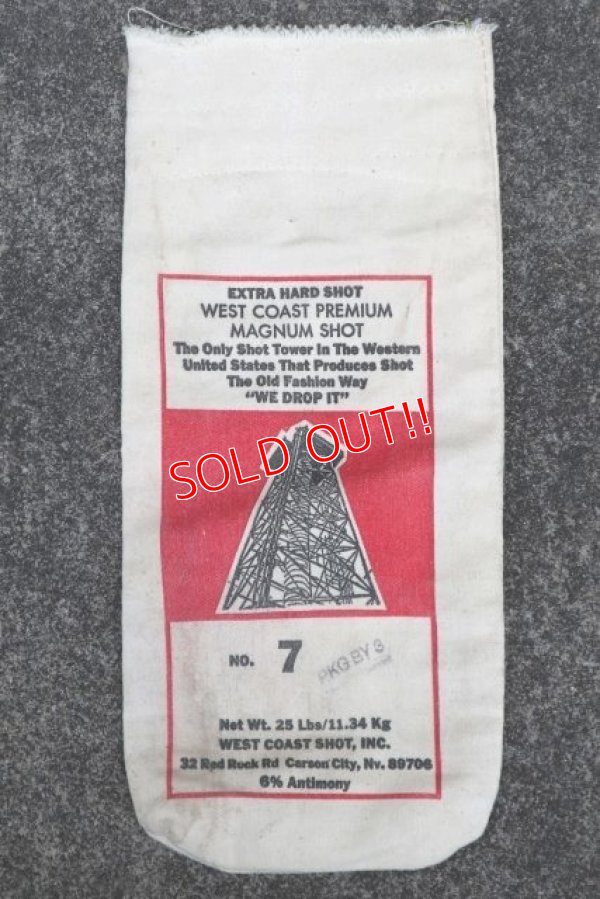 EXTRA HARD SHOT
WEST COAST PREMIUM
MAGNUM SHOT
The Only Shot Tower In The Western
United States That Produces Shot
The Old Fashion Way
"WE DROP IT"
SOLD OUT!!
NO. 7
PKG BY 3
Net Wt. 25 Lbs/11.34 Kg
WEST COAST SHOT, INC.
32 Red Rock Rd Carson City, Nv. 89706
6% Antimony